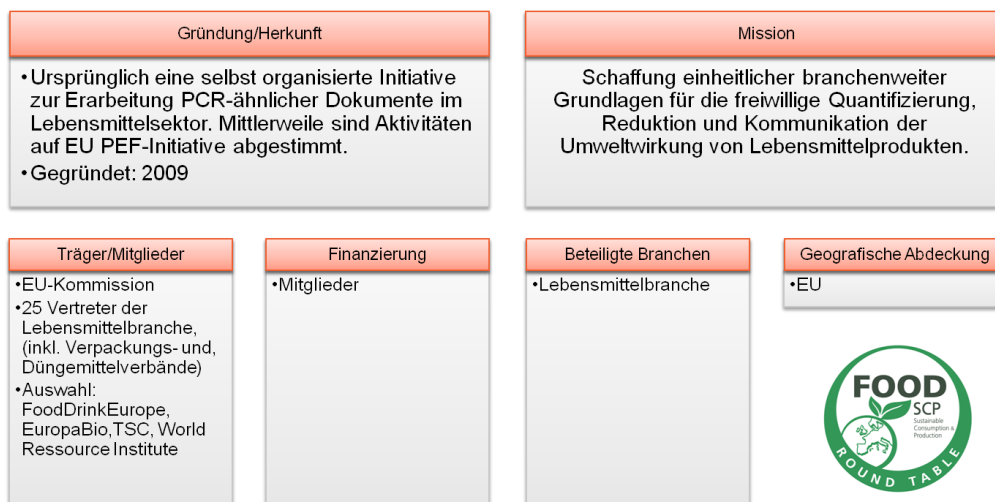 Gründung/Herkunft
•Ursprünglich eine selbst organisierte Initiative
zur Erarbeitung PCR-ähnlicher Dokumente im
Lebensmittelsektor. Mittlerweile sind Aktivitäten
auf EU PEF-Initiative abgestimmt.
•Gegründet: 2009
Mission
Schaffung einheitlicher branchenweiter
Grundlagen für die freiwillige Quantifizierung,
Reduktion und Kommunikation der
Umweltwirkung von Lebensmittelprodukten.
Träger/Mitglieder
•EU-Kommission
•25 Vertreter der
Lebensmittelbranche,
(inkl. Verpackungs- und,
Düngemittelverbände)
•Auswahl:
FoodDrinkEurope,
EuropaBio,TSC, World
Ressource Institute
Finanzierung
•Mitglieder
Beteiligte Branchen
•Lebensmittelbranche
Geografische Abdeckung
•EU
FOOD
SCP
Sustainable
Consumption &
Production
ROUND TABLE